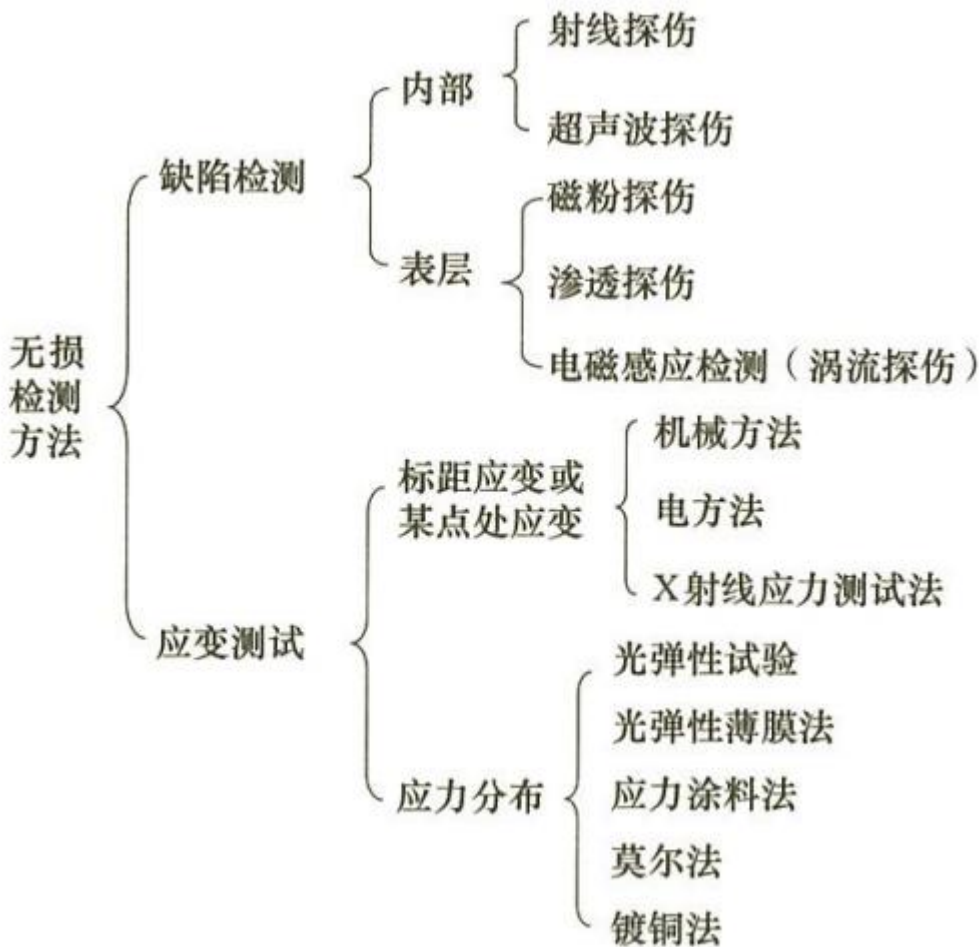 无损
检测
方法
缺陷检测
内部
射线探伤
超声波探伤
表层
磁粉探伤
渗透探伤
电磁感应检测（涡流探伤）
应变测试
标距应变或
某点处应变
机械方法
电方法
X射线应力测试法
应力分布
光弹性试验
光弹性薄膜法
应力涂料法
莫尔法
镀铜法